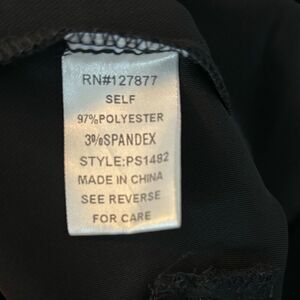 RN#127877
SELF
97%POLYESTER
3%SPANDEX
STYLE:PS1482
MADE IN CHINA
SEE REVERSE
FOR CARE